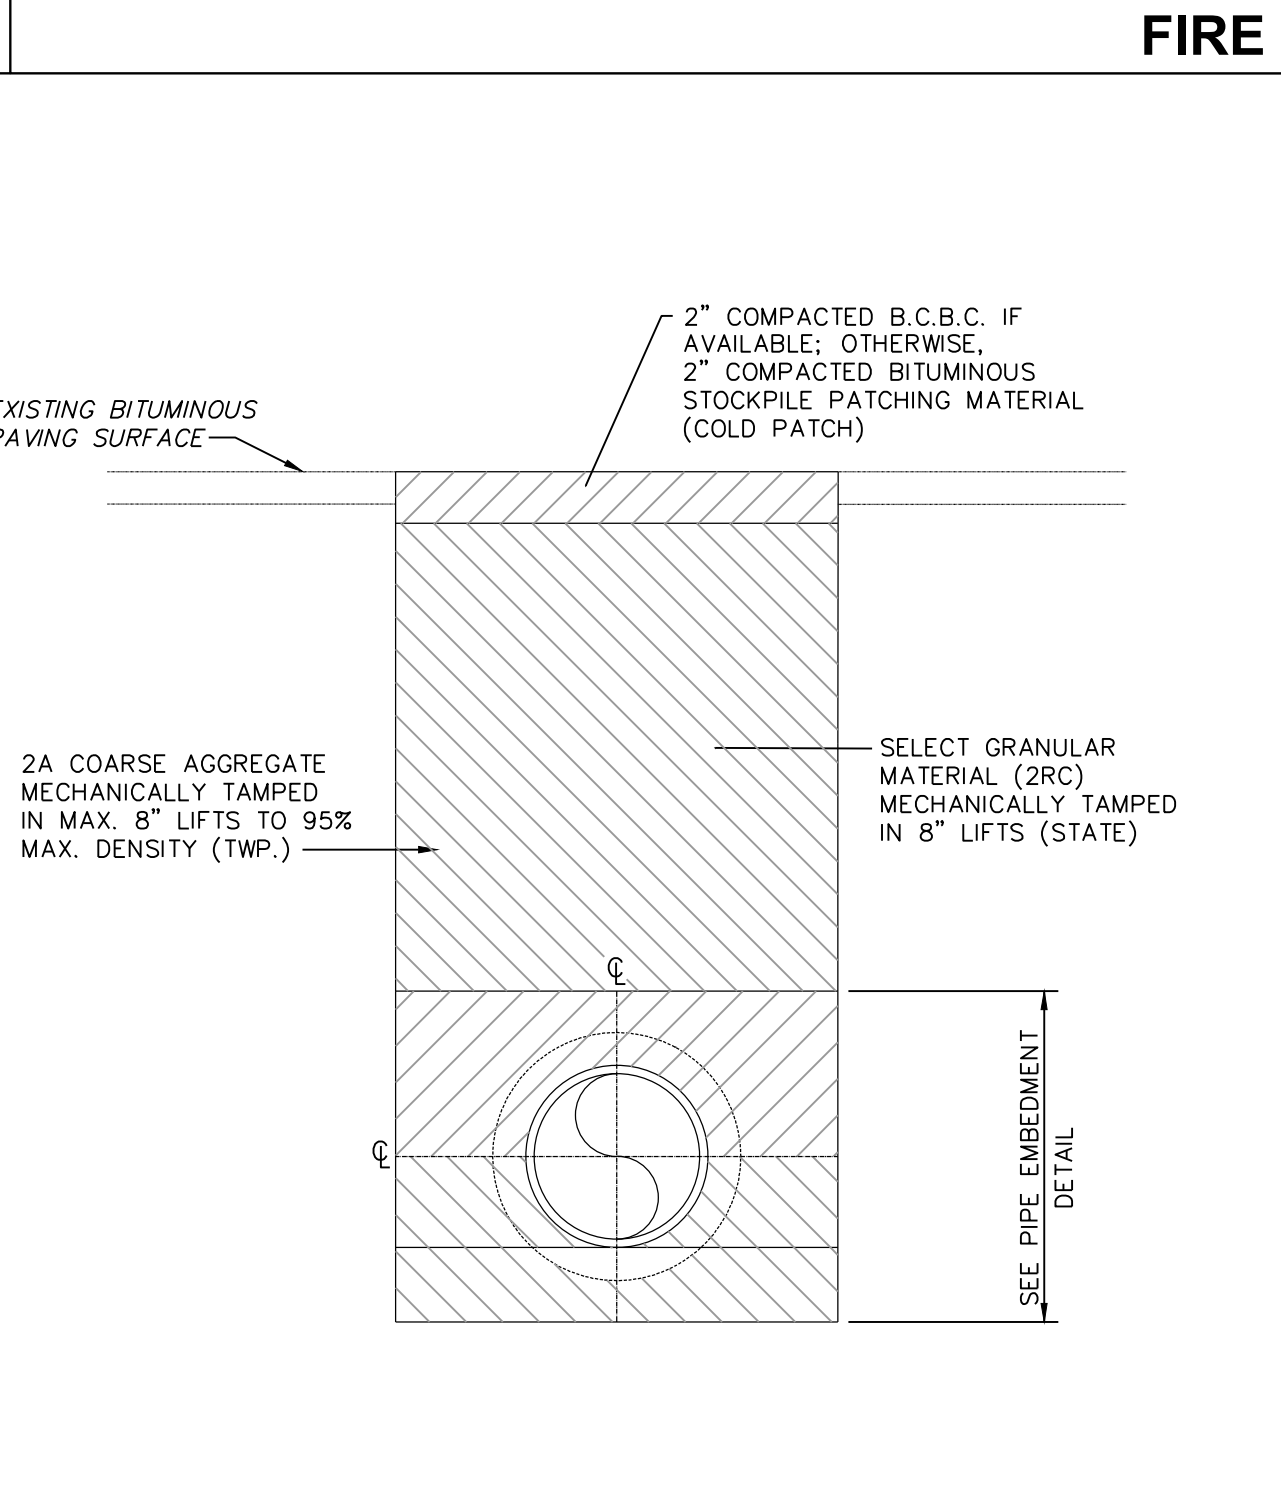 FIRE
2” COMPACTED B.C.B.C. IF
AVAILABLE; OTHERWISE,
2” COMPACTED BITUMINOUS
STOCKPILE PATCHING MATERIAL
(COLD PATCH)
EXISTING BITUMINOUS
PAVING SURFACE
2A COARSE AGGREGATE
MECHANICALLY TAMPED
IN MAX. 8” LIFTS TO 95%
MAX. DENSITY (TWP.)
SELECT GRANULAR
MATERIAL (2RC)
MECHANICALLY TAMPED
IN 8” LIFTS (STATE)
℄
℄
SEE PIPE EMBEDMENT
DETAIL